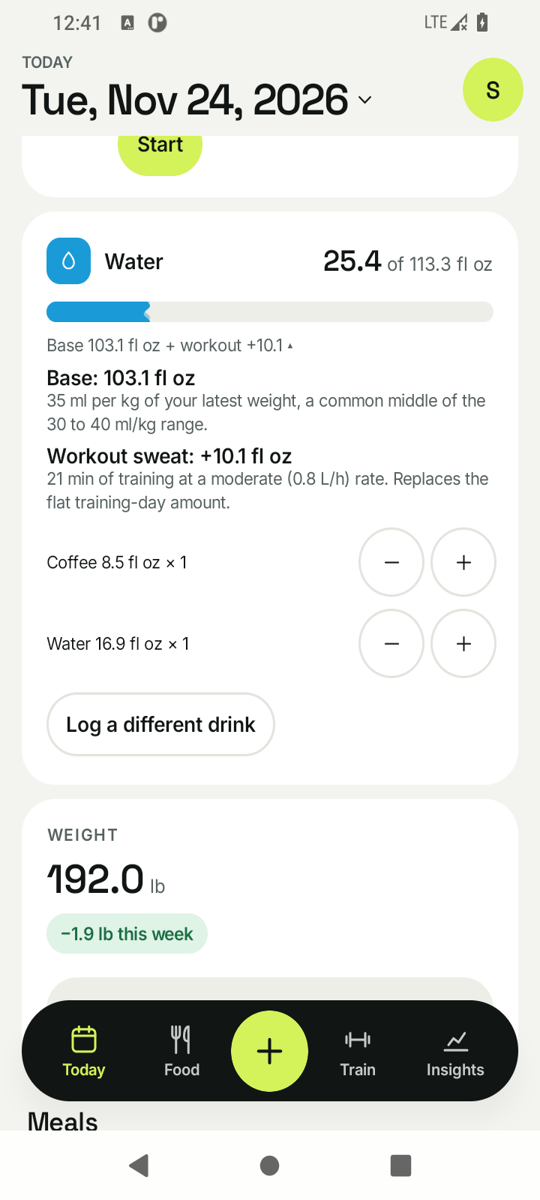 12:41
A
LTE
TODAY
Tue, Nov 24, 2026
S
Start
Water
25.4 of 113.3 fl oz
Base 103.1 fl oz + workout +10.1
Base: 103.1 fl oz
35 ml per kg of your latest weight, a common middle of the
30 to 40 ml/kg range.
Workout sweat: +10.1 fl oz
21 min of training at a moderate (0.8 L/h) rate. Replaces the
flat training-day amount.
Coffee 8.5 fl oz × 1
− +
Water 16.9 fl oz × 1
− +
Log a different drink
WEIGHT
192.0 lb
−1.9 lb this week
+
Today
Food
Train
Insights
Meals